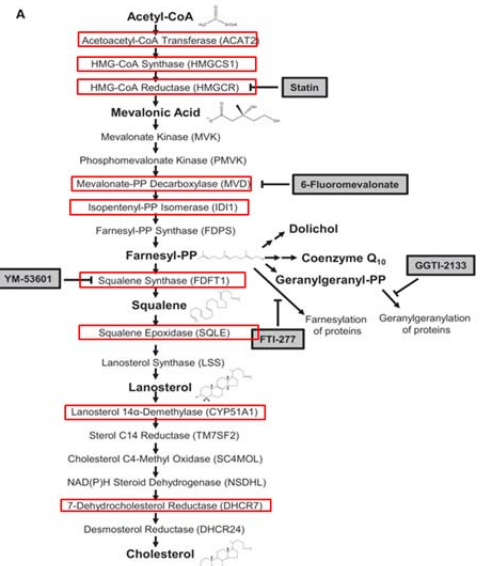 A
Acetyl-CoA
Acetoacetyl-CoA Transferase (ACAT2)
HMG-CoA Synthase (HMGCS1)
HMG-CoA Reductase (HMGCR)
Statin
Mevalonic Acid
Mevalonate Kinase (MVK)
Phosphomevalonate Kinase (PMVK)
Mevalonate-PP Decarboxylase (MVD)
6-Fluoromevalonate
Isopentenyl-PP Isomerase (IDI1)
Farnesyl-PP Synthase (FDPS)
Dolichol
Farnesyl-PP
Coenzyme Q10
GGTI-2133
YM-53601
Squalene Synthase (FDFT1)
Geranylgeranyl-PP
Squalene
Farnesylation
of proteins
Geranylgeranylation
of proteins
Squalene Epoxidase (SQLE)
FTI-277
Lanosterol Synthase (LSS)
Lanosterol
Lanosterol 14α-Demethylase (CYP51A1)
Sterol C14 Reductase (TM7SF2)
Cholesterol C4-Methyl Oxidase (SC4MOL)
NAD(P)H Steroid Dehydrogenase (NSDHL)
7-Dehydrocholesterol Reductase (DHCR7)
Desmosterol Reductase (DHCR24)
Cholesterol